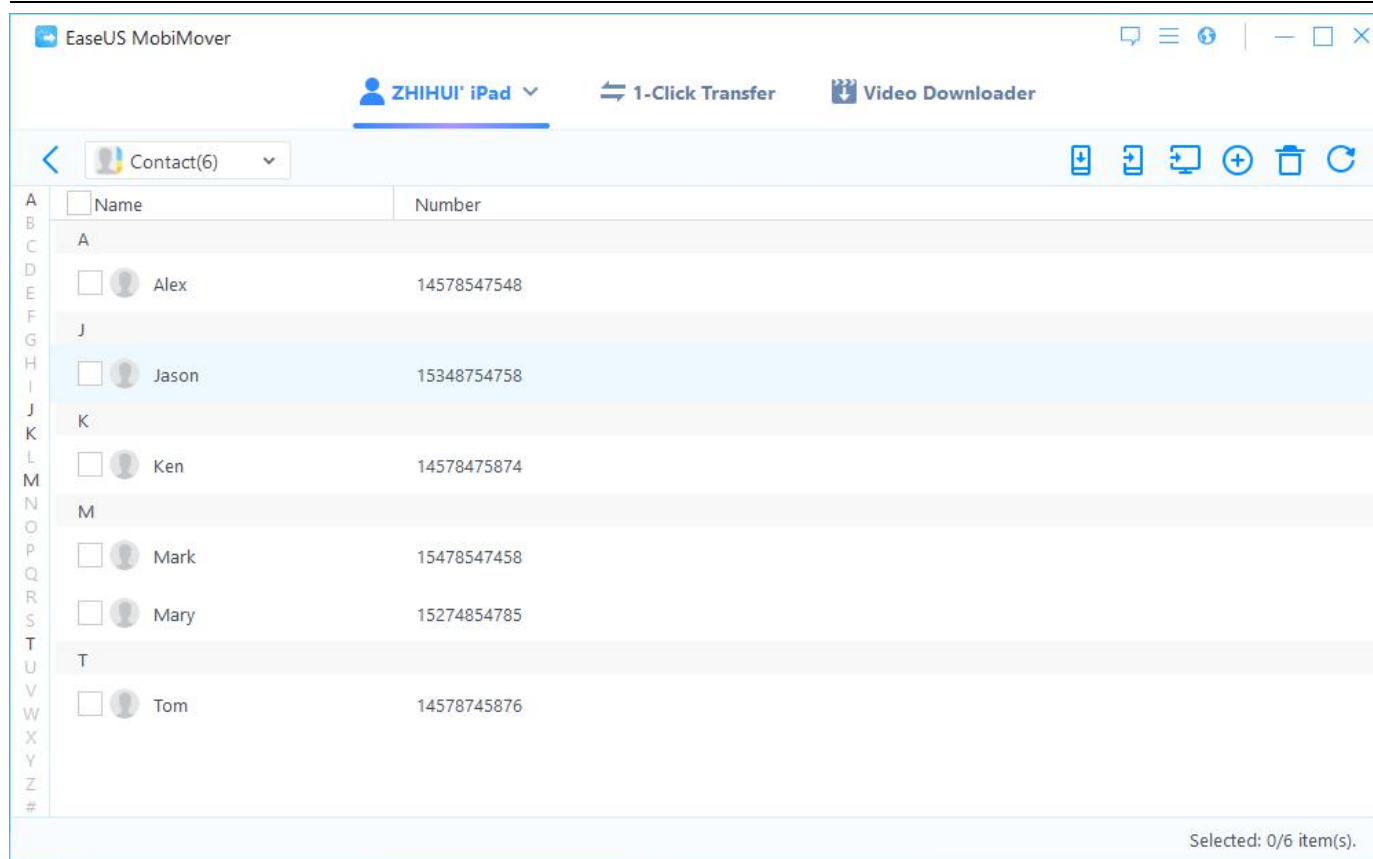 EaseUS MobiMover
ZHIHUI' iPad
1-Click Transfer
Video Downloader
Contact(6)
A
B
C
D
E
F
G
H
I
J
K
L
M
N
O
P
Q
R
S
T
U
V
W
X
Y
Z
#
Name Number
A
Alex 14578547548
J
Jason 15348754758
K
Ken 14578475874
M
Mark 15478547458
Mary 15274854785
T
Tom 14578745876
Selected: 0/6 item(s).